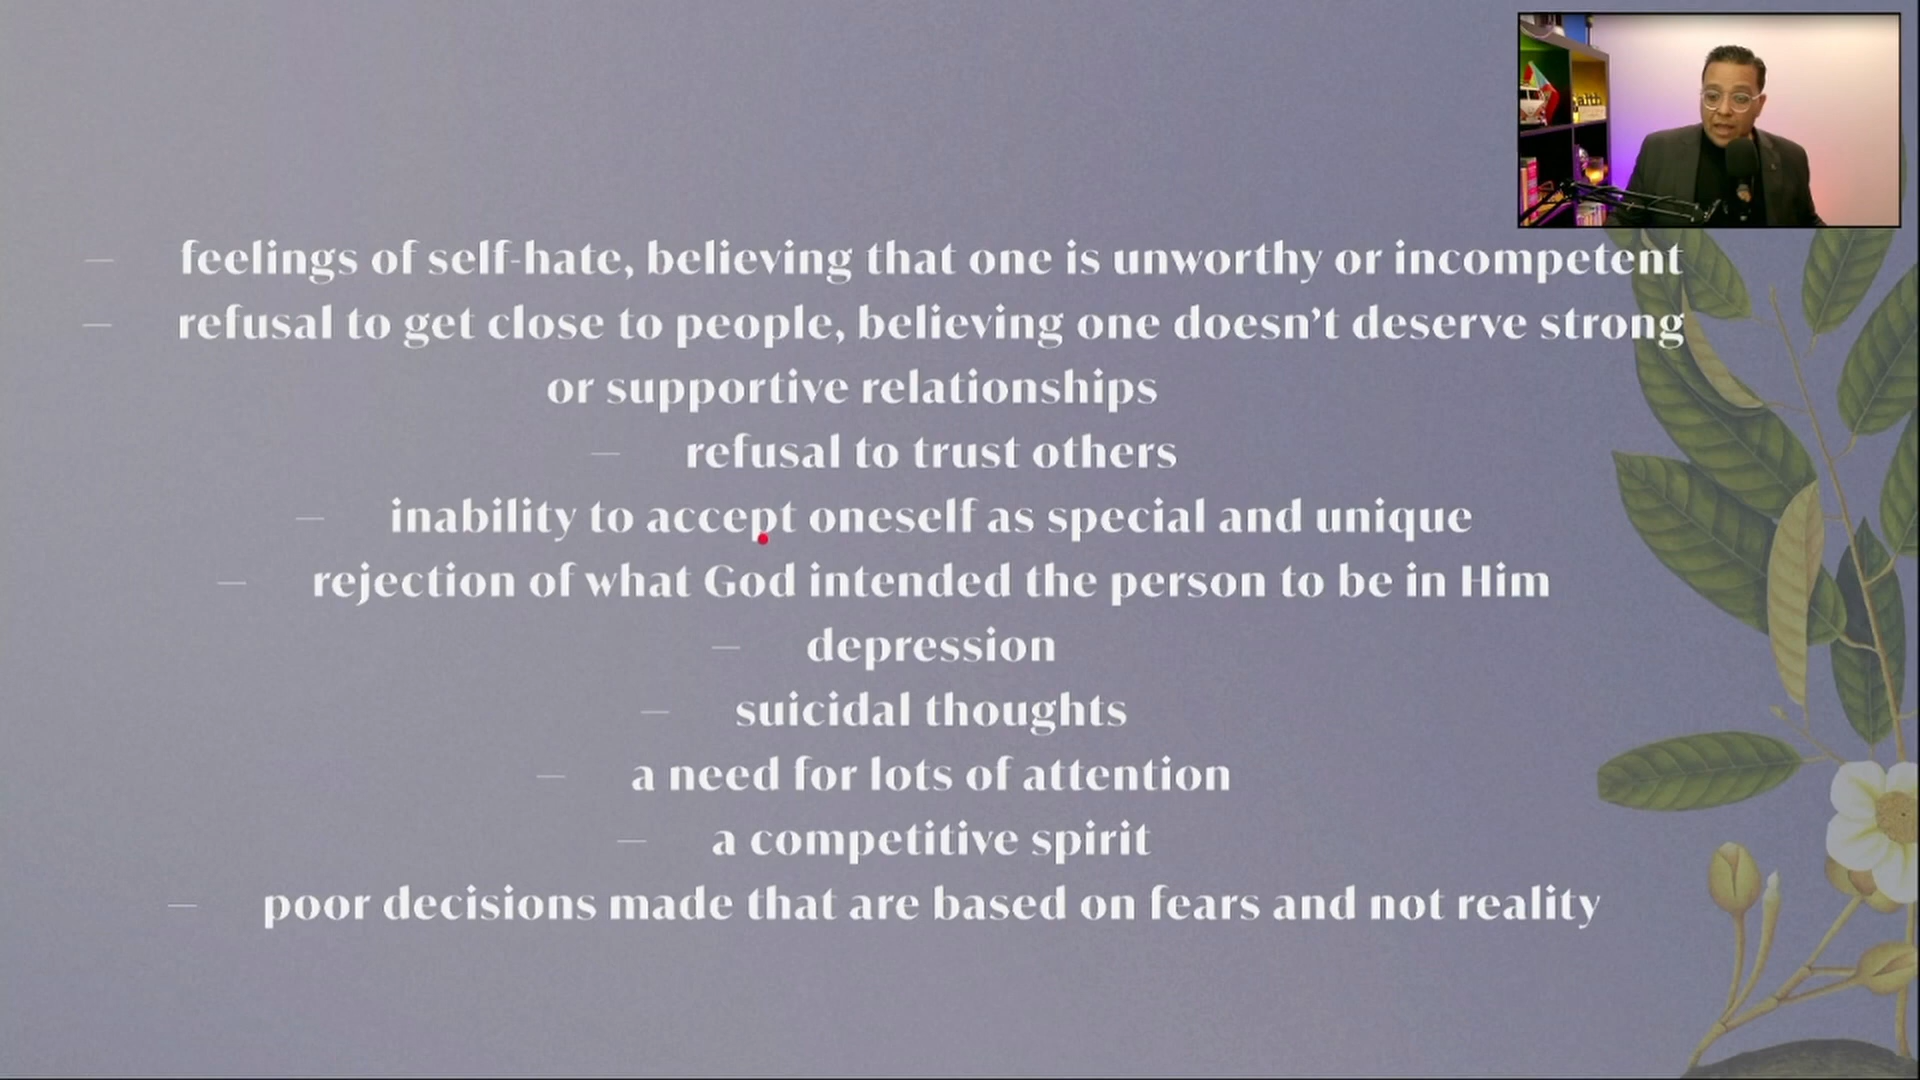 — feelings of self-hate, believing that one is unworthy or incompetent
— refusal to get close to people, believing one doesn’t deserve strong
or supportive relationships
— refusal to trust others
— inability to accept oneself as special and unique
— rejection of what God intended the person to be in Him
— depression
— suicidal thoughts
— a need for lots of attention
— a competitive spirit
— poor decisions made that are based on fears and not reality